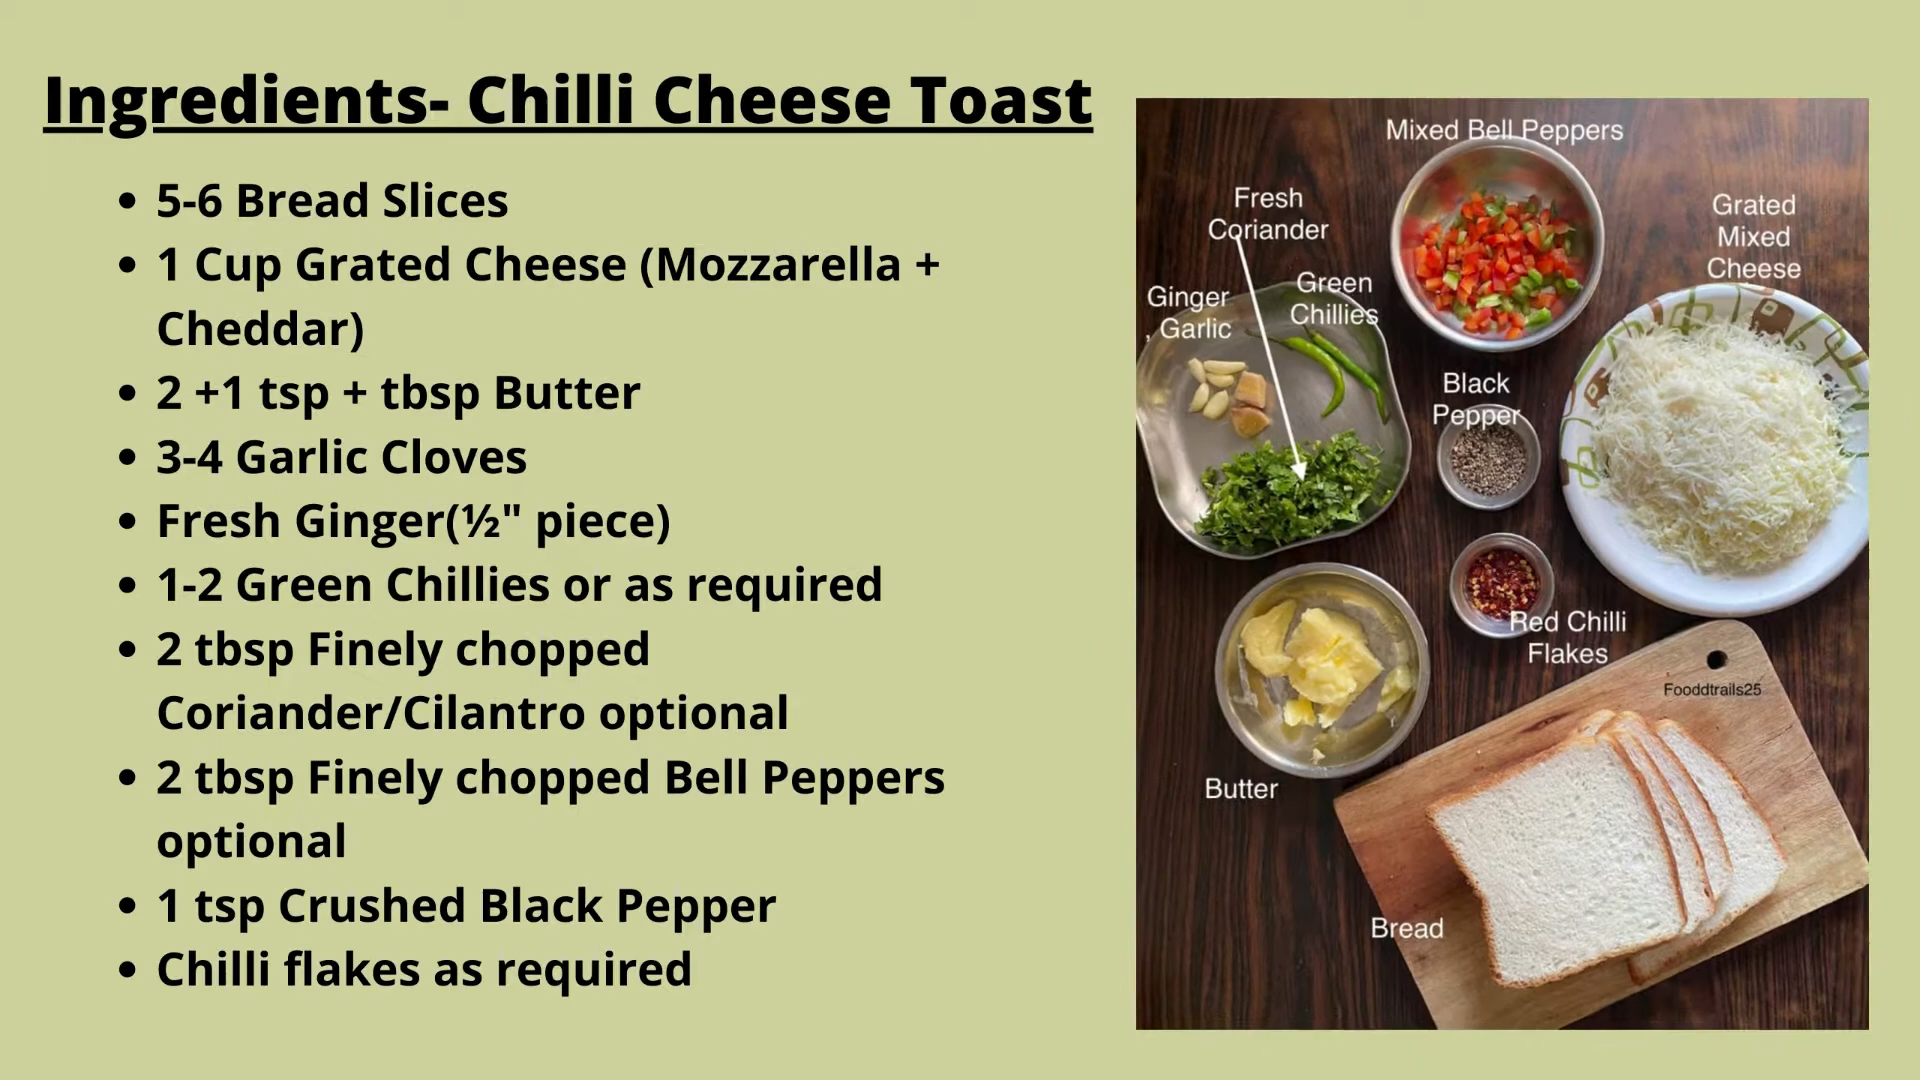 Ingredients- Chilli Cheese Toast
• 5-6 Bread Slices
• 1 Cup Grated Cheese (Mozzarella +
Cheddar)
• 2 +1 tsp + tbsp Butter
• 3-4 Garlic Cloves
• Fresh Ginger(½" piece)
• 1-2 Green Chillies or as required
• 2 tbsp Finely chopped
Coriander/Cilantro optional
• 2 tbsp Finely chopped Bell Peppers
optional
• 1 tsp Crushed Black Pepper
• Chilli flakes as required
Mixed Bell Peppers
Fresh
Coriander
Grated
Mixed
Cheese
Ginger
, Garlic
Green
Chillies
Black
Pepper
Red Chilli
Flakes
Fooddtrails25
Butter
Bread